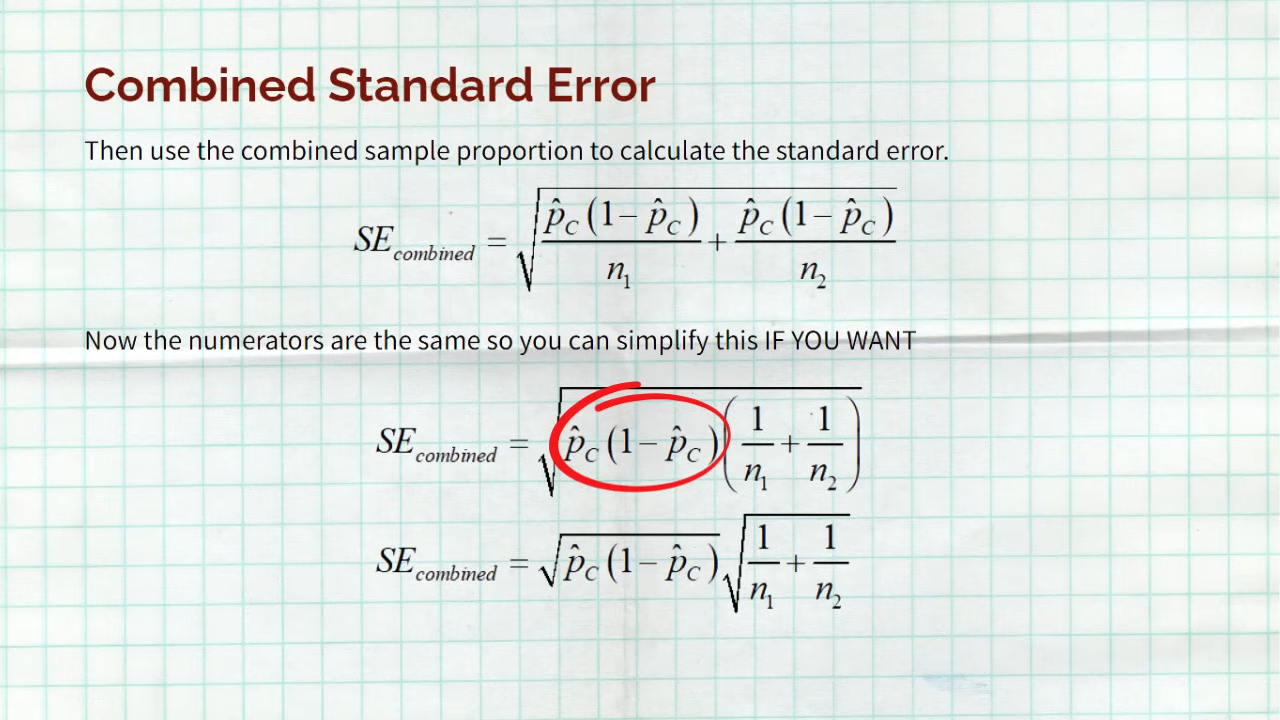 Combined Standard Error
Then use the combined sample proportion to calculate the standard error.
SE_combined = √(p̂_C(1 − p̂_C)/n₁ + p̂_C(1 − p̂_C)/n₂)
Now the numerators are the same so you can simplify this IF YOU WANT
SE_combined = √(p̂_C(1 − p̂_C)(1/n₁ + 1/n₂))
SE_combined = √(p̂_C(1 − p̂_C)) √(1/n₁ + 1/n₂)